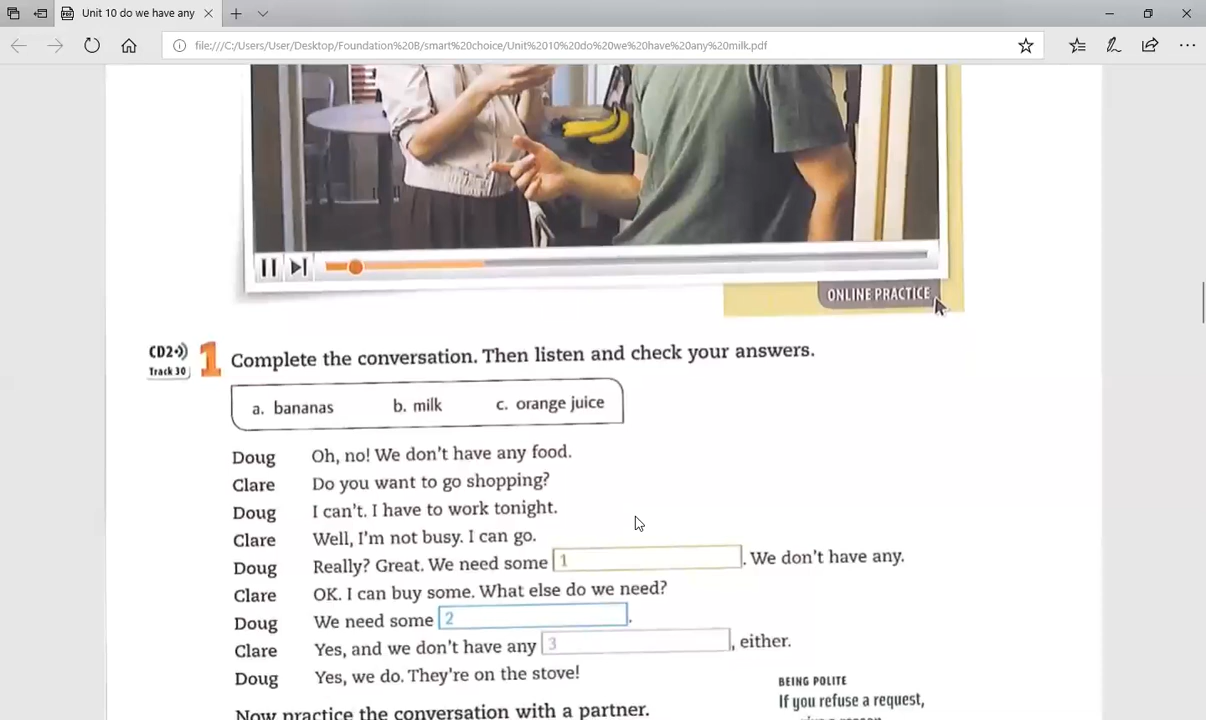 Unit 10 do we have any
file:///C:/Users/User/Desktop/Foundation%20B/smart%20choice/Unit%2010%20do%20we%20have%20any%20milk.pdf
ONLINE PRACTICE
CD2
Track 30
1 Complete the conversation. Then listen and check your answers.
a. bananas b. milk c. orange juice
Doug Oh, no! We don't have any food.
Clare Do you want to go shopping?
Doug I can't. I have to work tonight.
Clare Well, I'm not busy. I can go.
Doug Really? Great. We need some 1 . We don't have any.
Clare OK. I can buy some. What else do we need?
Doug We need some 2 .
Clare Yes, and we don't have any 3 , either.
Doug Yes, we do. They're on the stove!
Now practice the conversation with a partner.
BEING POLITE
If you refuse a request,